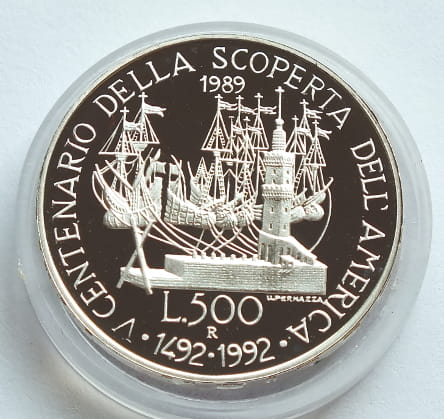 V CENTENARIO DELLA SCOPERTA DELL'AMERICA
1989
U.PERNAZZA
L.500
R
·1492·1992·